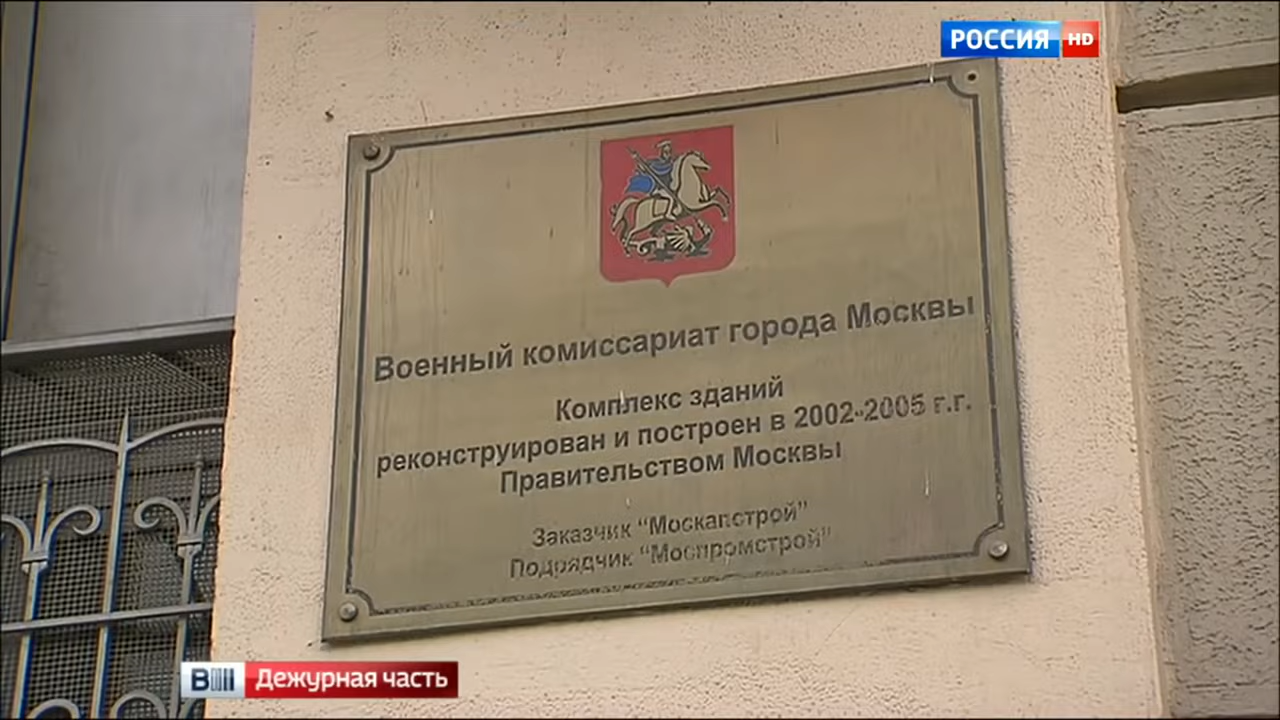 РОССИЯ HD
Военный комиссариат города Москвы
Комплекс зданий
реконструирован и построен в 2002-2005 г.г.
Правительством Москвы
Заказчик “Москапстрой”
Подрядчик “Моспромстрой”
Дежурная часть